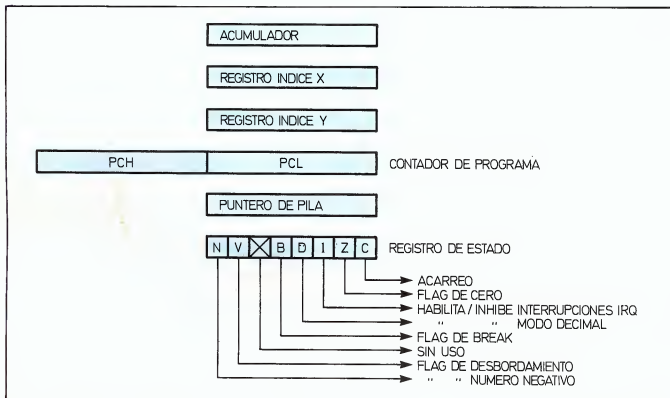 ACUMULADOR
REGISTRO INDICE X
REGISTRO INDICE Y
PCH PCL CONTADOR DE PROGRAMA
PUNTERO DE PILA
N V B D 1 Z C REGISTRO DE ESTADO
ACARREO
FLAG DE CERO
HABILITA / INHIBE INTERRUPCIONES IRQ
" " MODO DECIMAL
FLAG DE BREAK
SIN USO
FLAG DE DESBORDAMIENTO
" " NUMERO NEGATIVO